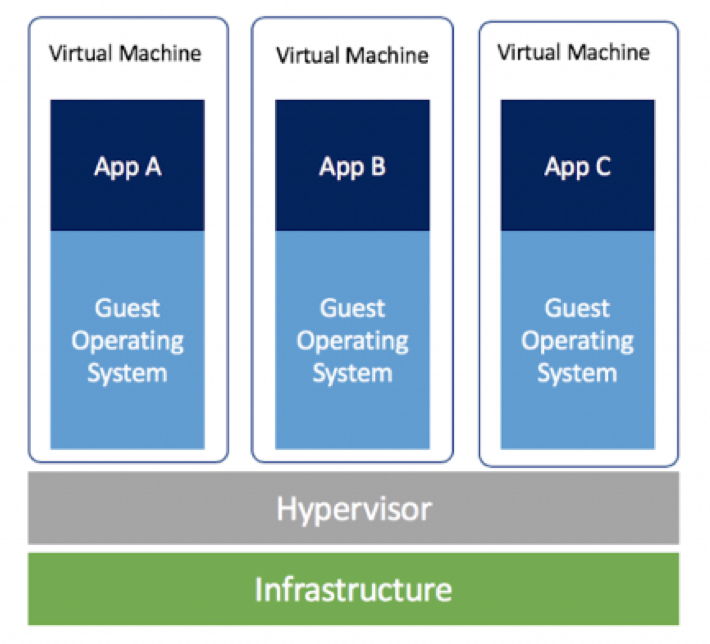 Virtual Machine
Virtual Machine
Virtual Machine
App A
App B
App C
Guest
Operating
System
Guest
Operating
System
Guest
Operating
System
Hypervisor
Infrastructure